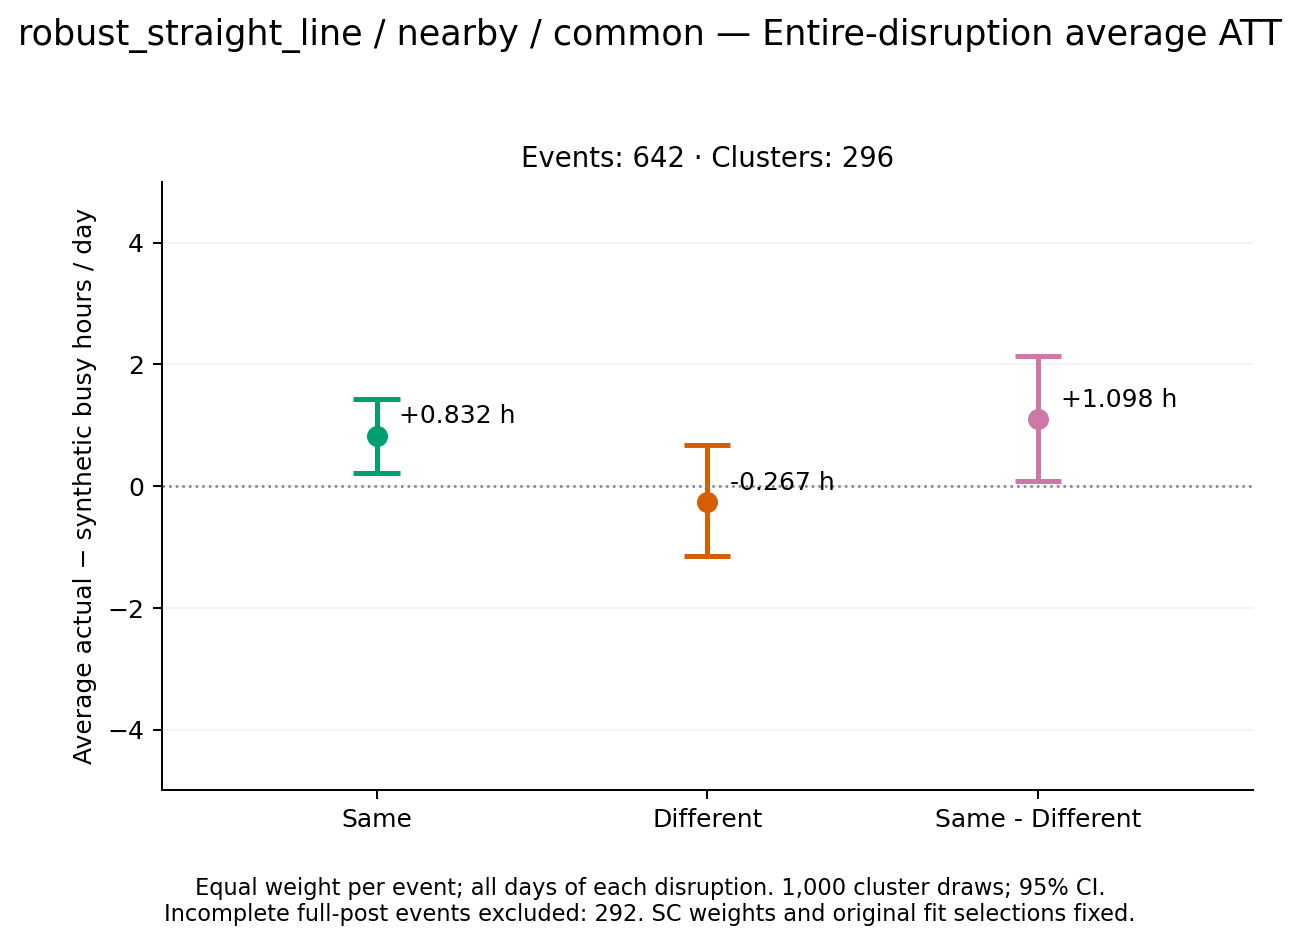 robust_straight_line / nearby / common — Entire-disruption average ATT
Events: 642 · Clusters: 296
Average actual − synthetic busy hours / day
4
2
0
−2
−4
+0.832 h
-0.267 h
+1.098 h
Same
Different
Same - Different
Equal weight per event; all days of each disruption. 1,000 cluster draws; 95% CI.
Incomplete full-post events excluded: 292. SC weights and original fit selections fixed.